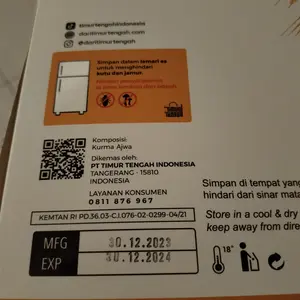 timurtengahindonesia
daritimurtengah
@daritimurtengah
Simpan dalam lemari es
untuk menghindari
kutu dan jamur.
Komposisi:
Kurma Ajwa
Dikemas oleh:
PT TIMUR TENGAH INDONESIA
TANGERANG - 15810
INDONESIA
LAYANAN KONSUMEN
0811 876 967
KEMTAN RI PD.36.03-C.I.076-02-0299-04/21
MFG 30.12.2023
EXP 30.12.2024
Simpan di tempat yang
hindari dari sinar mata
Store in a cool & dry
keep away from dire
18°